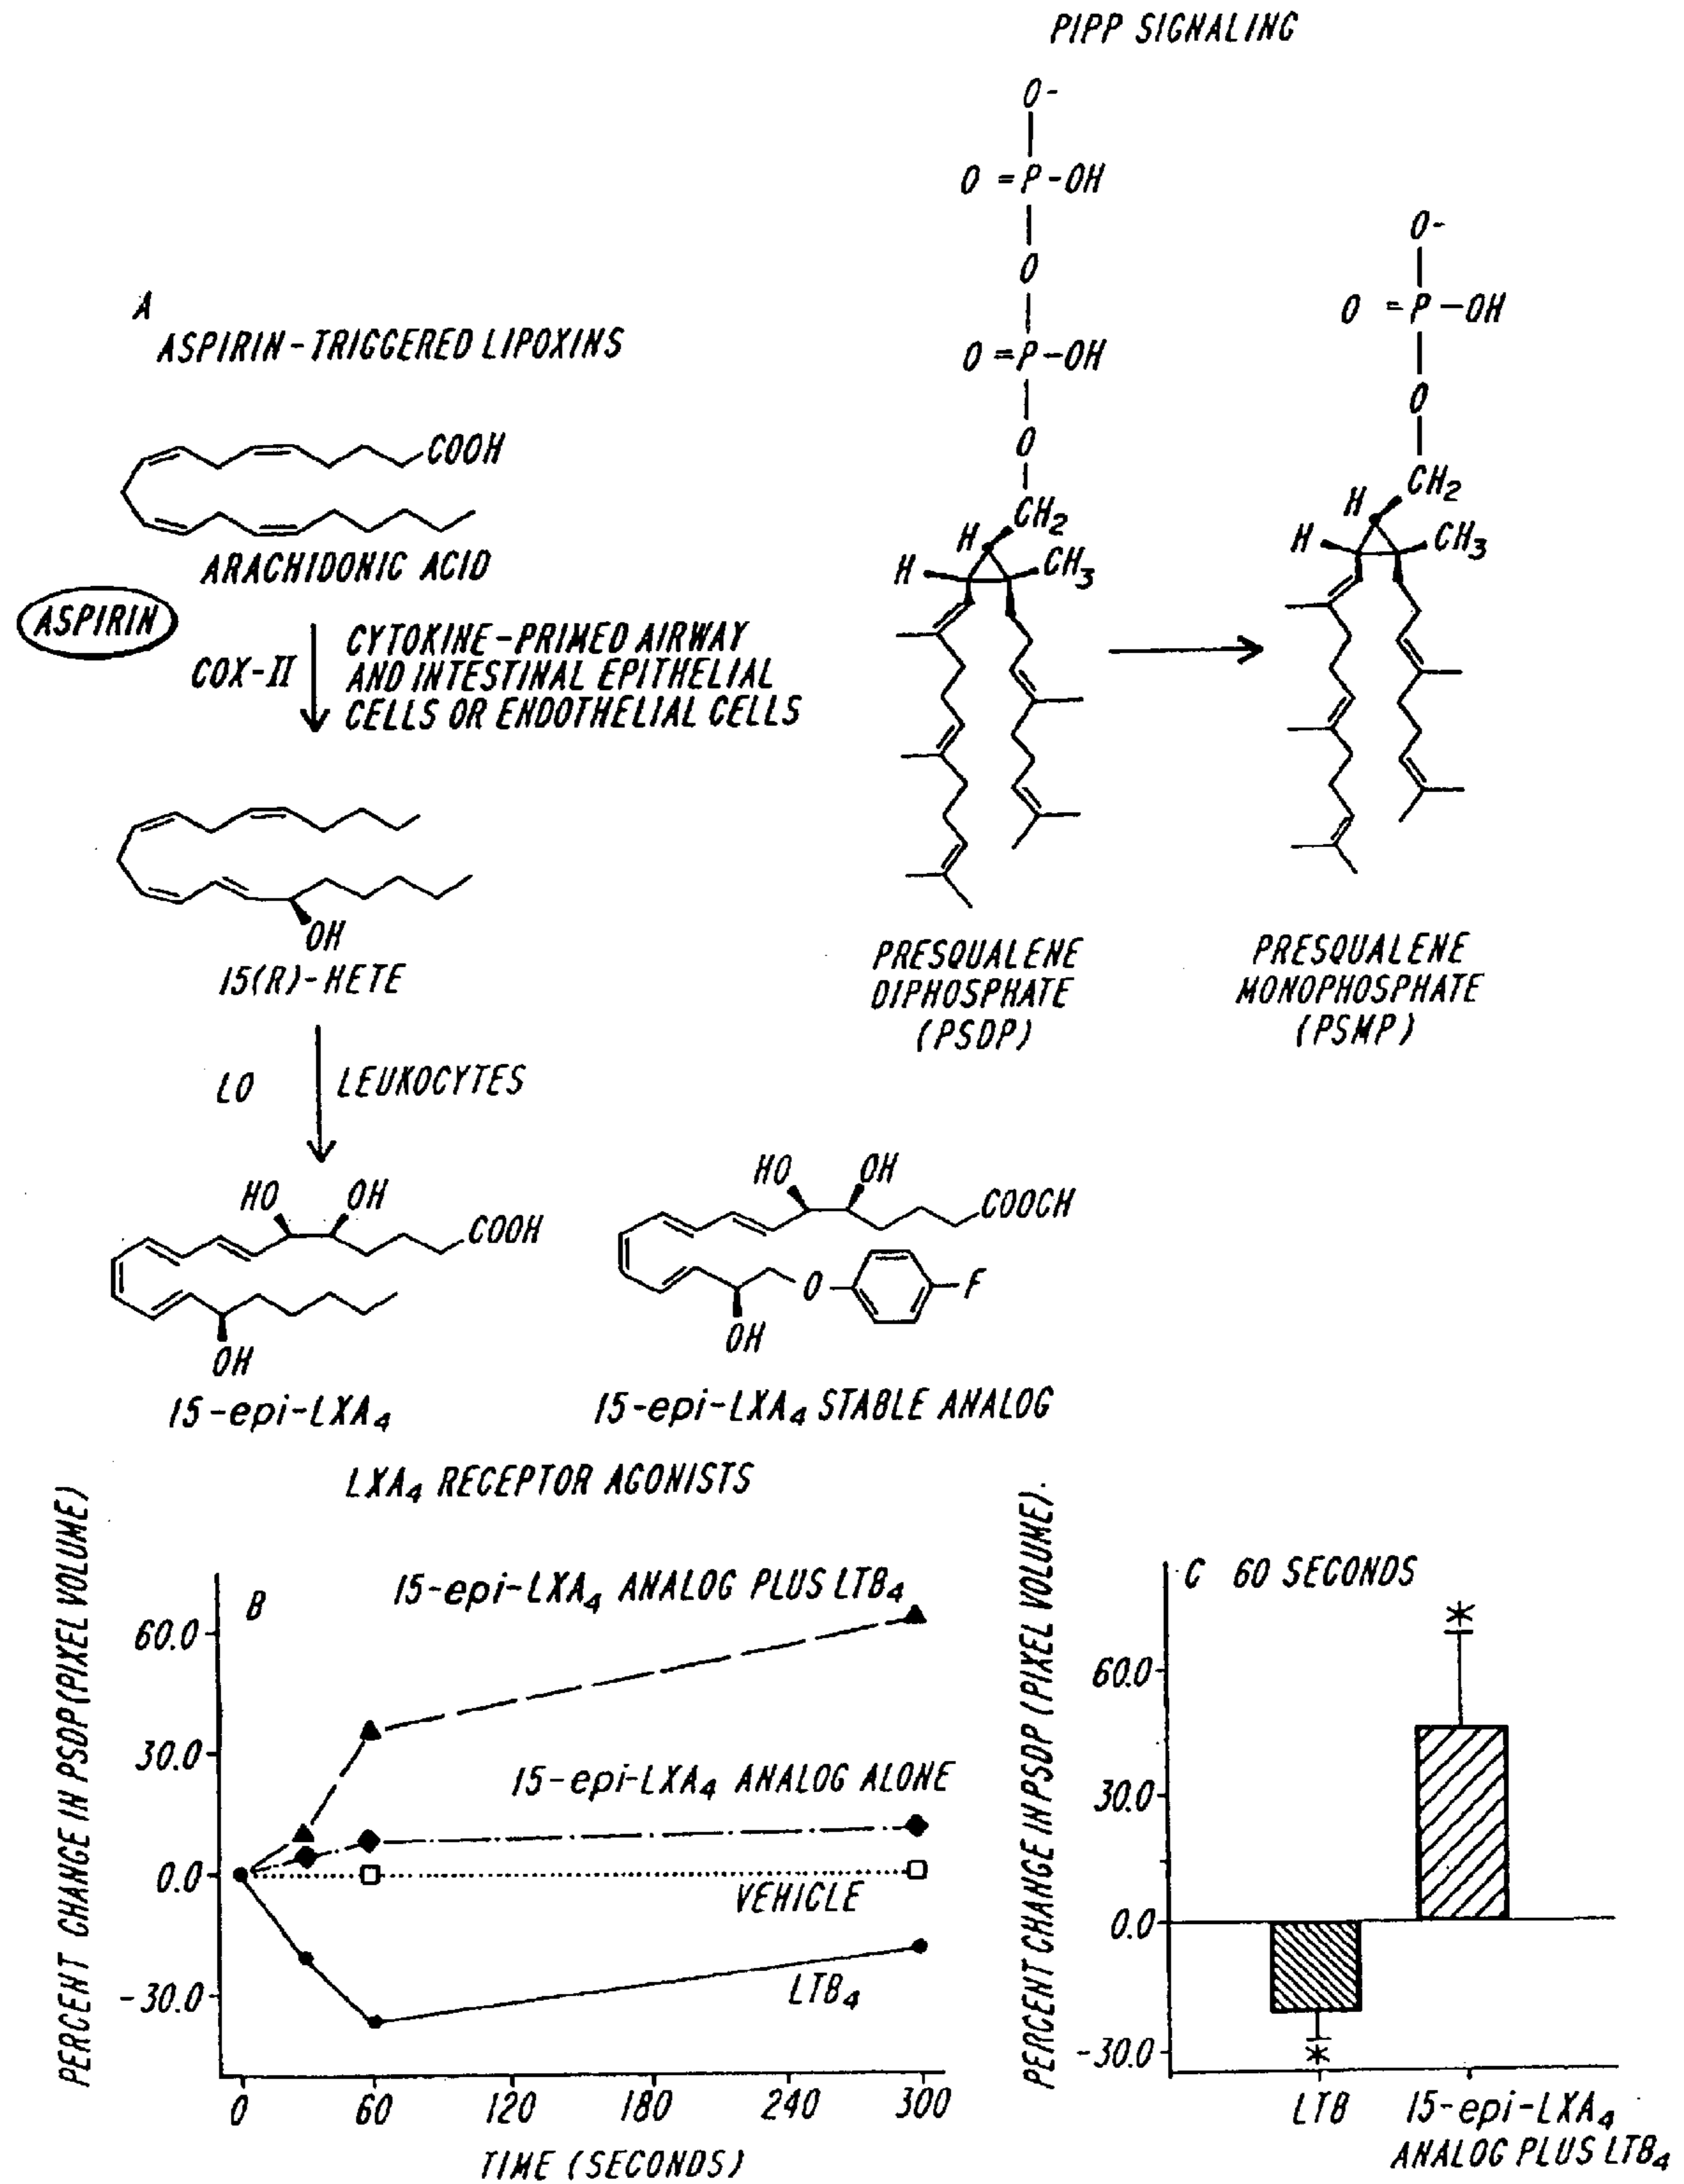 PIPP SIGNALING
O-
O=P-OH
O
O=P-OH
O
CH2
H
H
CH3
O-
O=P-OH
O
CH2
H
H
CH3
A
ASPIRIN-TRIGGERED LIPOXINS
COOH
ARACHIDONIC ACID
ASPIRIN
COX-II
CYTOKINE-PRIMED AIRWAY
AND INTESTINAL EPITHELIAL
CELLS OR ENDOTHELIAL CELLS
OH
15(R)-HETE
PRESQUALENE
DIPHOSPHATE
(PSDP)
PRESQUALENE
MONOPHOSPHATE
(PSMP)
LO
LEUKOCYTES
HO
OH
COOH
OH
15-epi-LXA4
HO
OH
COOCH
O
F
OH
15-epi-LXA4 STABLE ANALOG
LXA4 RECEPTOR AGONISTS
PERCENT CHANGE IN PSDP (PIXEL VOLUME)
B
15-epi-LXA4 ANALOG PLUS LTB4
60.0
30.0
15-epi-LXA4 ANALOG ALONE
0.0
VEHICLE
-30.0
LTB4
0 60 120 180 240 300
TIME (SECONDS)
PERCENT CHANGE IN PSDP (PIXEL VOLUME).
C 60 SECONDS
*
60.0
30.0
0.0
-30.0
*
LTB
15-epi-LXA4
ANALOG PLUS LTB4